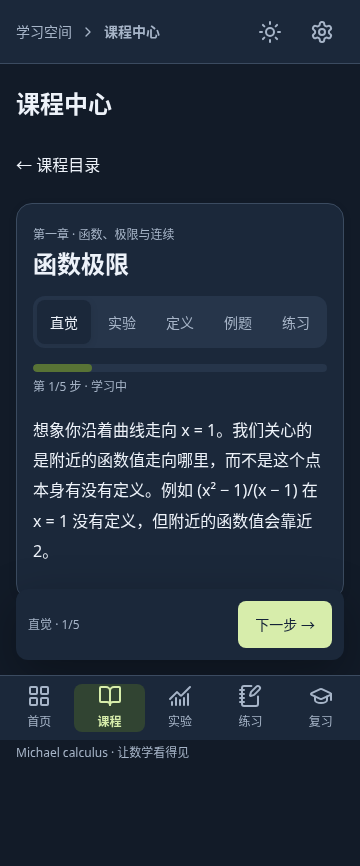 学习空间 > 课程中心
课程中心
← 课程目录
第一章 · 函数、极限与连续
函数极限
直觉 实验 定义 例题 练习
第 1/5 步 · 学习中
想象你沿着曲线走向 x = 1。我们关心的
是附近的函数值走向哪里，而不是这个点
本身有没有定义。例如 (x² − 1)/(x − 1) 在
x = 1 没有定义，但附近的函数值会靠近
2。
直觉 · 1/5 下一步 →
首页 课程 实验 练习 复习
Michael calculus · 让数学看得见